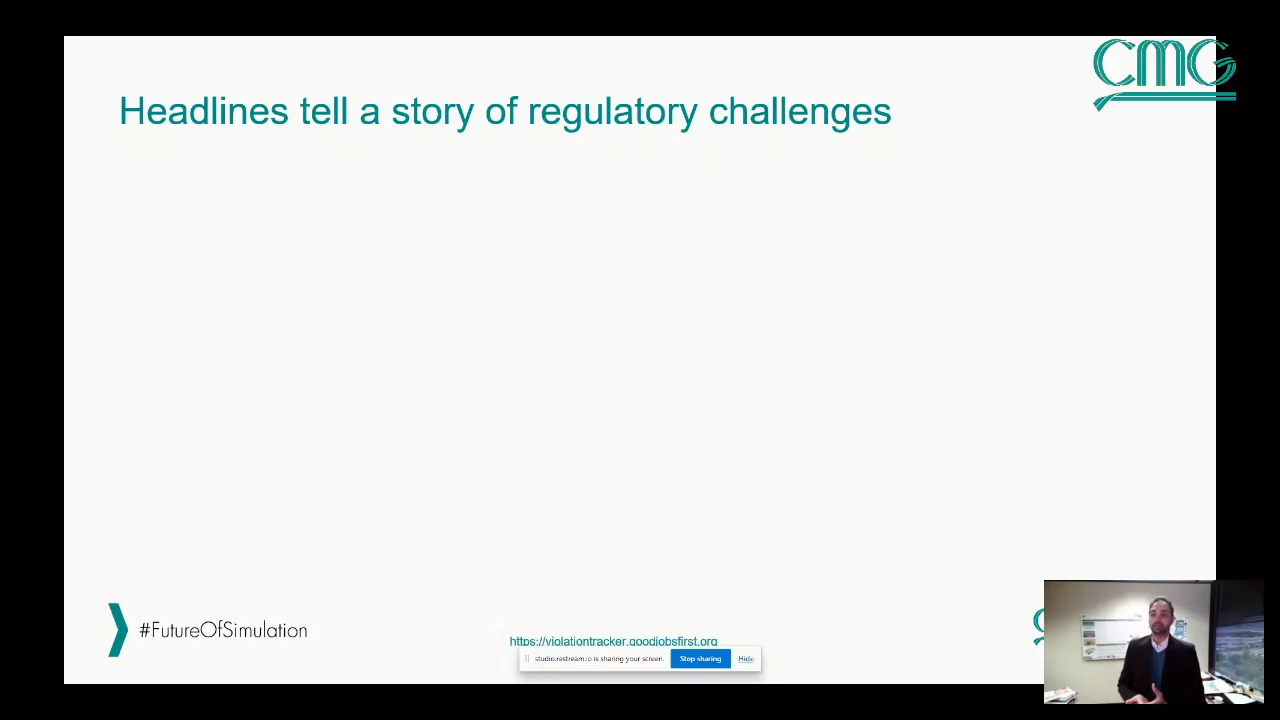 CMG
Headlines tell a story of regulatory challenges
#FutureOfSimulation
https://violationtracker.goodjobsfirst.org
studio.restream.io is sharing your screen.
Stop sharing
Hide